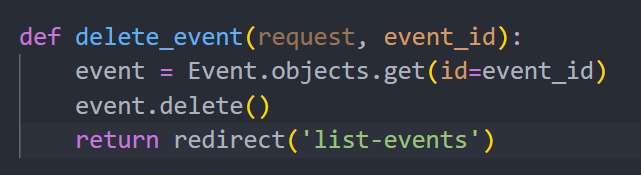 def delete_event(request, event_id):
    event = Event.objects.get(id=event_id)
    event.delete()
    return redirect('list-events')